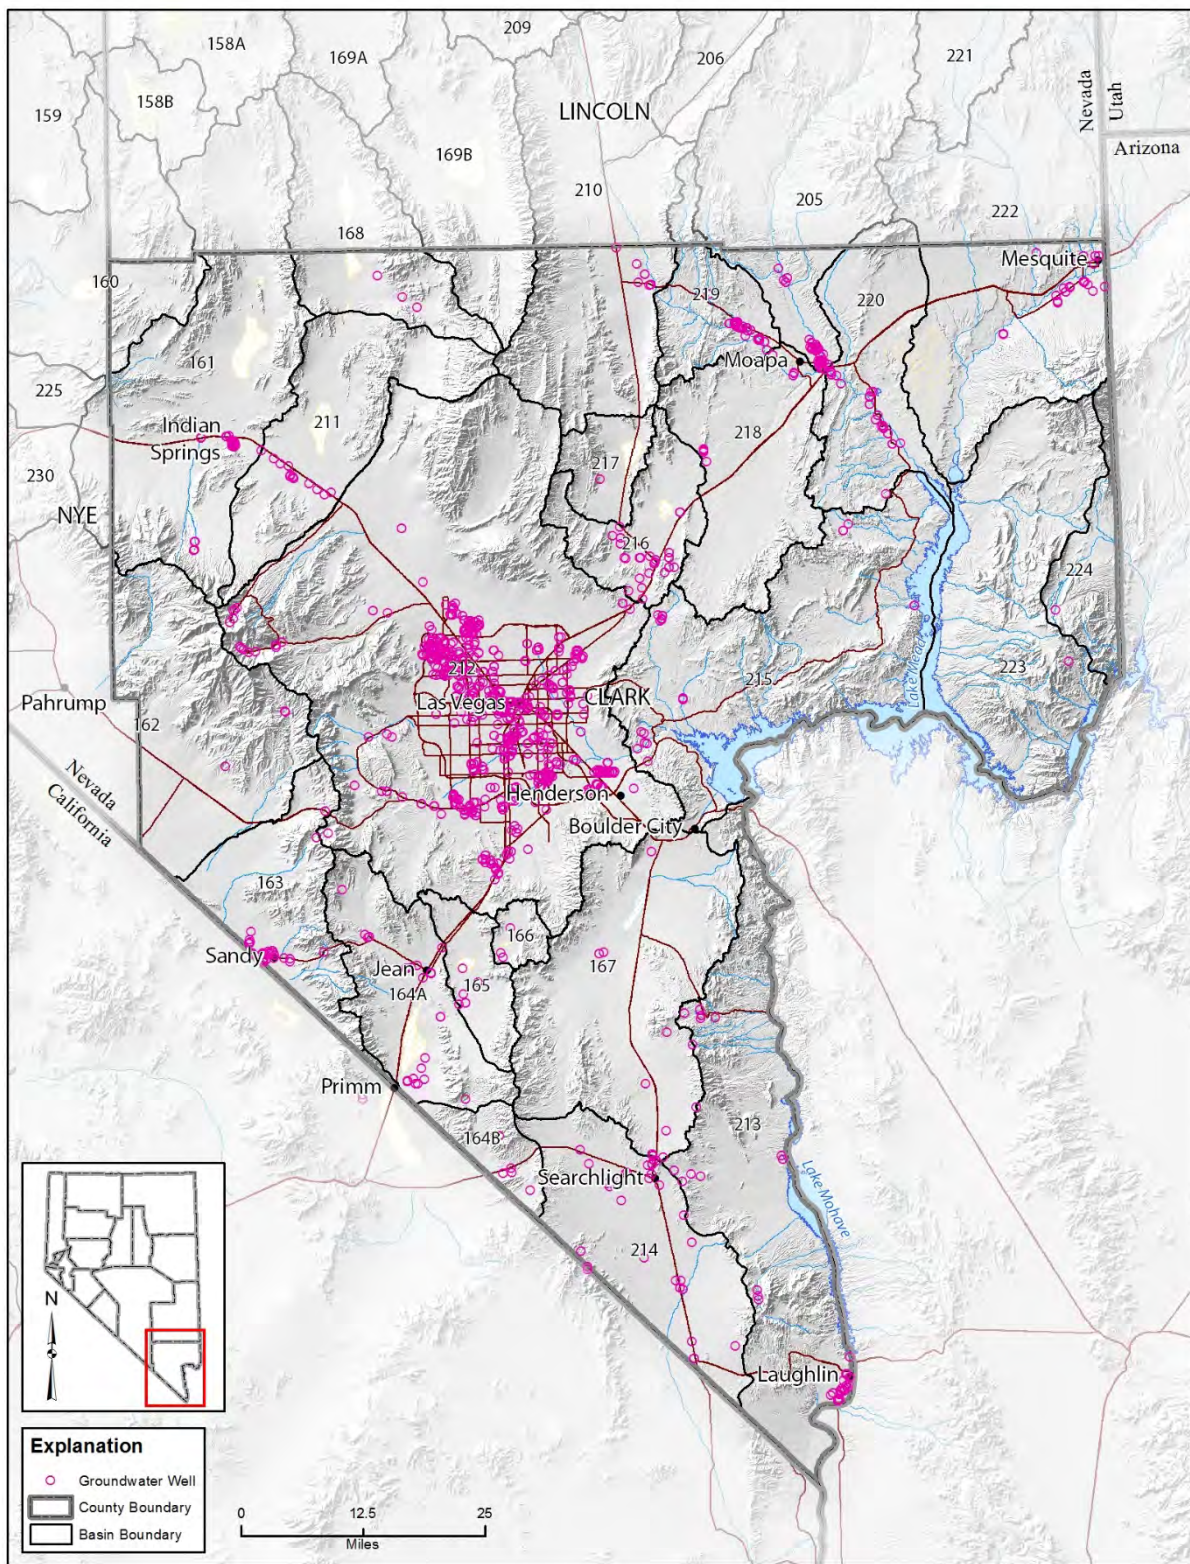 209
158A
169A
206
221
159
158B
LINCOLN
Nevada
Utah
169B
Arizona
210
205
222
168
Mesquite
160
219
220
161
Moapa
225
Indian
Springs
211
218
217
230
NYE
216
224
162
212
Las Vegas
CLARK
215
223
Lake Mead
Pahrump
Nevada
California
Henderson
Boulder City
163
166
Sandy
Jean
165
167
164A
Primm
213
164B
Searchlight
Lake Mohave
214
Laughlin
N
Explanation
Groundwater Well
County Boundary
Basin Boundary
0
12.5
25
Miles